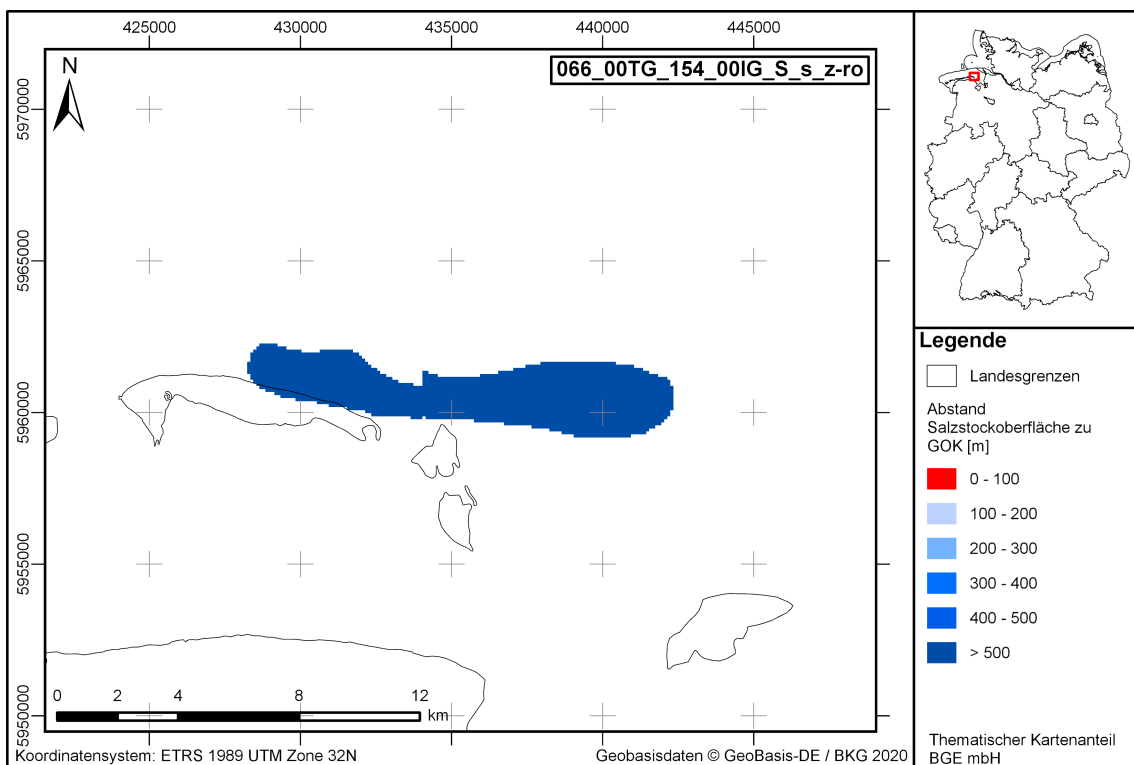 425000 430000 435000 440000 445000
N
066_00TG_154_00IG_S_s_z-ro
5970000
5965000
5960000
5955000
5950000
0 2 4 8 12
km
Koordinatensystem: ETRS 1989 UTM Zone 32N
Geobasisdaten © GeoBasis-DE / BKG 2020
Legende
Landesgrenzen
Abstand
Salzstockoberfläche zu
GOK [m]
0 - 100
100 - 200
200 - 300
300 - 400
400 - 500
> 500
Thematischer Kartenanteil
BGE mbH